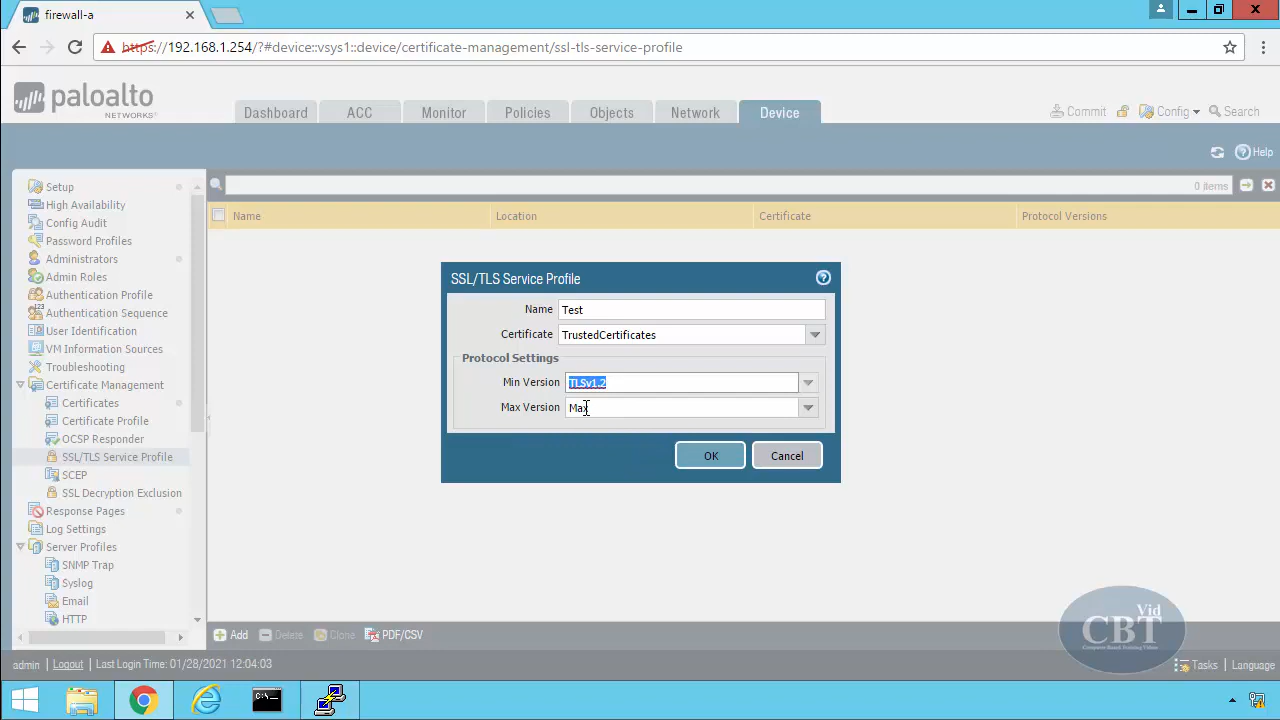 firewall-a
https://192.168.1.254/?#device::vsys1::device/certificate-management/ssl-tls-service-profile
paloalto
NETWORKS
Dashboard ACC Monitor Policies Objects Network Device
Commit Config Search
Help
Setup
High Availability
Config Audit
Password Profiles
Administrators
Admin Roles
Authentication Profile
Authentication Sequence
User Identification
VM Information Sources
Troubleshooting
Certificate Management
Certificates
Certificate Profile
OCSP Responder
SSL/TLS Service Profile
SCEP
SSL Decryption Exclusion
Response Pages
Log Settings
Server Profiles
SNMP Trap
Syslog
Email
HTTP
0 items
Name Location Certificate Protocol Versions
SSL/TLS Service Profile
Name Test
Certificate TrustedCertificates
Protocol Settings
Min Version TLSv1.2
Max Version Max
OK Cancel
Add Delete Clone PDF/CSV
Vid
CBT
Computer Based Training Videos
admin Logout Last Login Time: 01/28/2021 12:04:03
Tasks Language